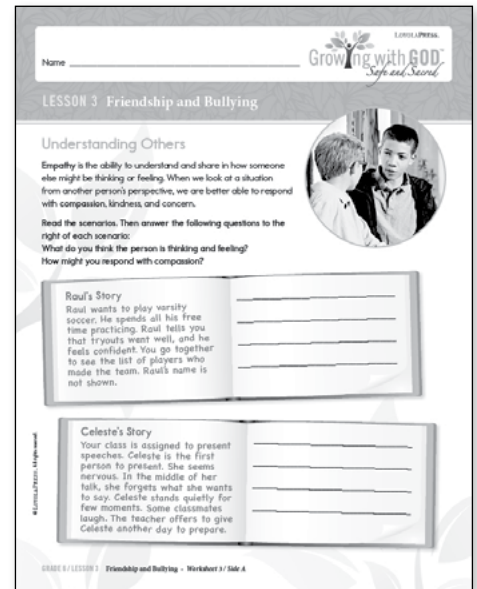 LOYOLAPRESS.
Growing with GOD™
Safe and Sacred
Name
LESSON 3 Friendship and Bullying
Understanding Others
Empathy is the ability to understand and share in how someone
else might be thinking or feeling. When we look at a situation
from another person's perspective, we are better able to respond
with compassion, kindness, and concern.
Read the scenarios. Then answer the following questions to the
right of each scenario:
What do you think the person is thinking and feeling?
How might you respond with compassion?
Raul's Story
Raul wants to play varsity
soccer. He spends all his free
time practicing. Raul tells you
that tryouts went well, and he
feels confident. You go together
to see the list of players who
made the team. Raul's name is
not shown.
Celeste's Story
Your class is assigned to present
speeches. Celeste is the first
person to present. She seems
nervous. In the middle of her
talk, she forgets what she wants
to say. Celeste stands quietly for
few moments. Some classmates
laugh. The teacher offers to give
Celeste another day to prepare.
© LOYOLAPRESS. All rights reserved.
GRADE 8 / LESSON 3 Friendship and Bullying • Worksheet 3 / Side A